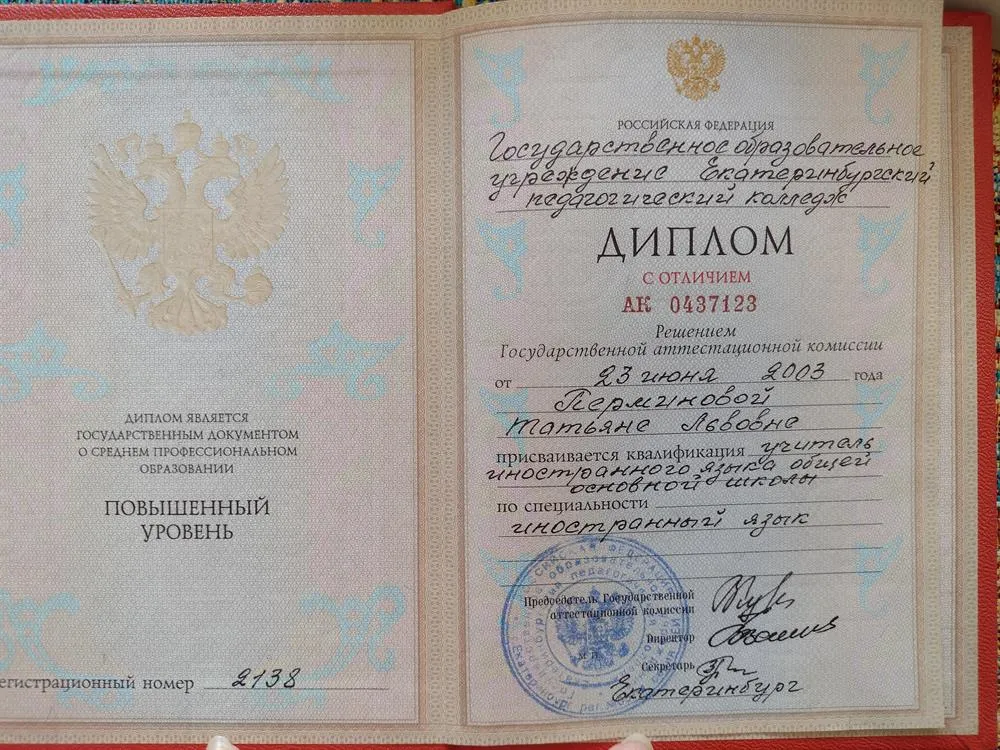 ДИПЛОМ ЯВЛЯЕТСЯ
ГОСУДАРСТВЕННЫМ ДОКУМЕНТОМ
О СРЕДНЕМ ПРОФЕССИОНАЛЬНОМ
ОБРАЗОВАНИИ
ПОВЫШЕННЫЙ
УРОВЕНЬ
егистрационный номер 2138
РОССИЙСКАЯ ФЕДЕРАЦИЯ
Государственное образовательное
учреждение Екатеринбургский
педагогический колледж
ДИПЛОМ
С ОТЛИЧИЕМ
АК 0437123
Решением
Государственной аттестационной комиссии
от 23 июня 2003 года
Перминовой
Татьяне Львовне
присваивается квалификация учитель
иностранного языка общей
основной школы
по специальности
иностранный язык
Председатель Государственной
аттестационной комиссии
Директор
М.П.
Секретарь
Екатеринбург